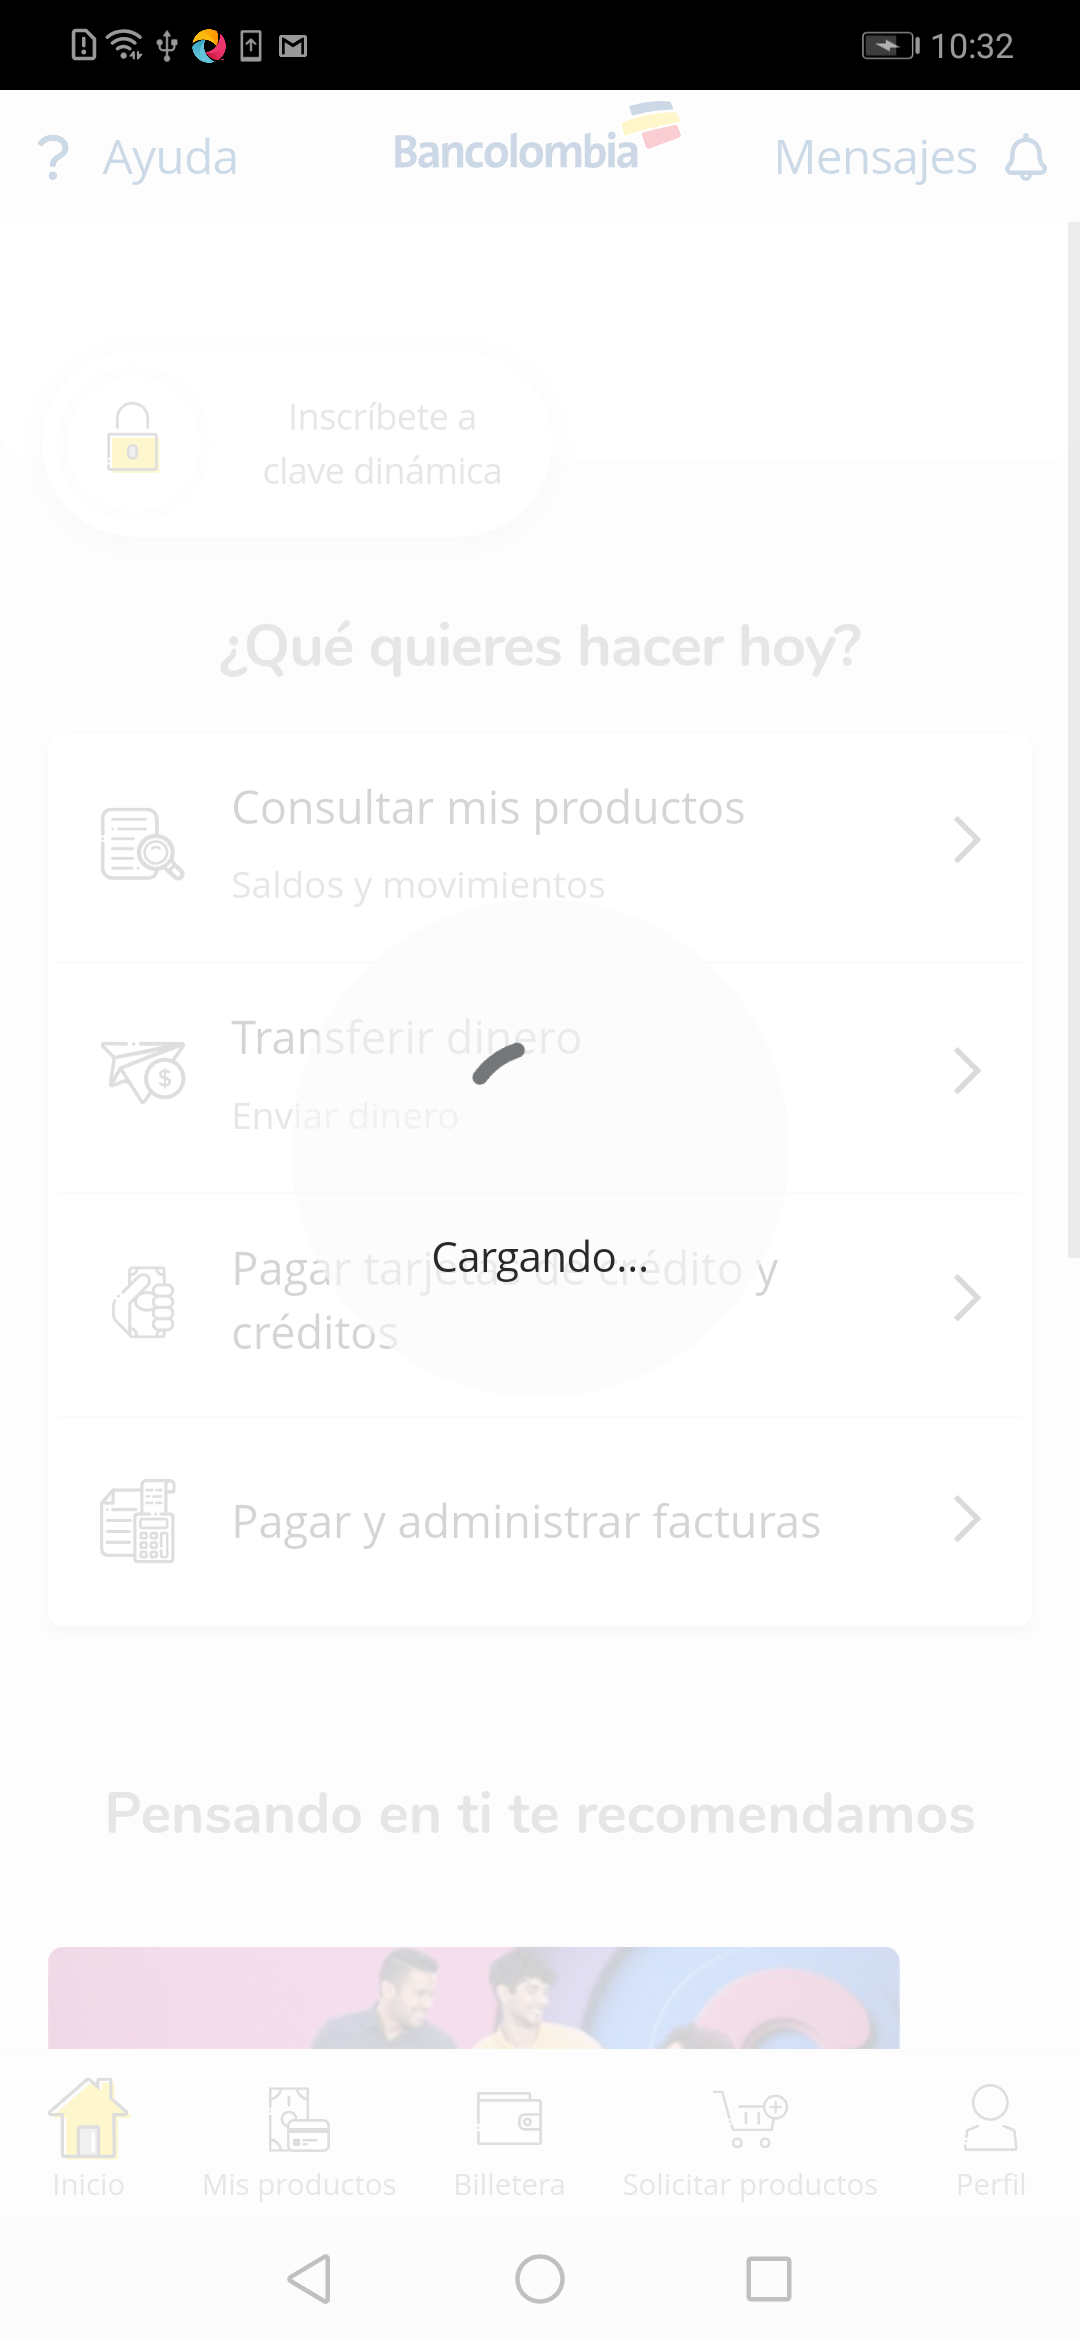 10:32
? Ayuda
Bancolombia
Mensajes
Inscríbete a
clave dinámica
¿Qué quieres hacer hoy?
Consultar mis productos
Saldos y movimientos
Transferir dinero
Enviar dinero
Cargando...
Pagar tarjetas de crédito y
créditos
Pagar y administrar facturas
Pensando en ti te recomendamos
Inicio
Mis productos
Billetera
Solicitar productos
Perfil